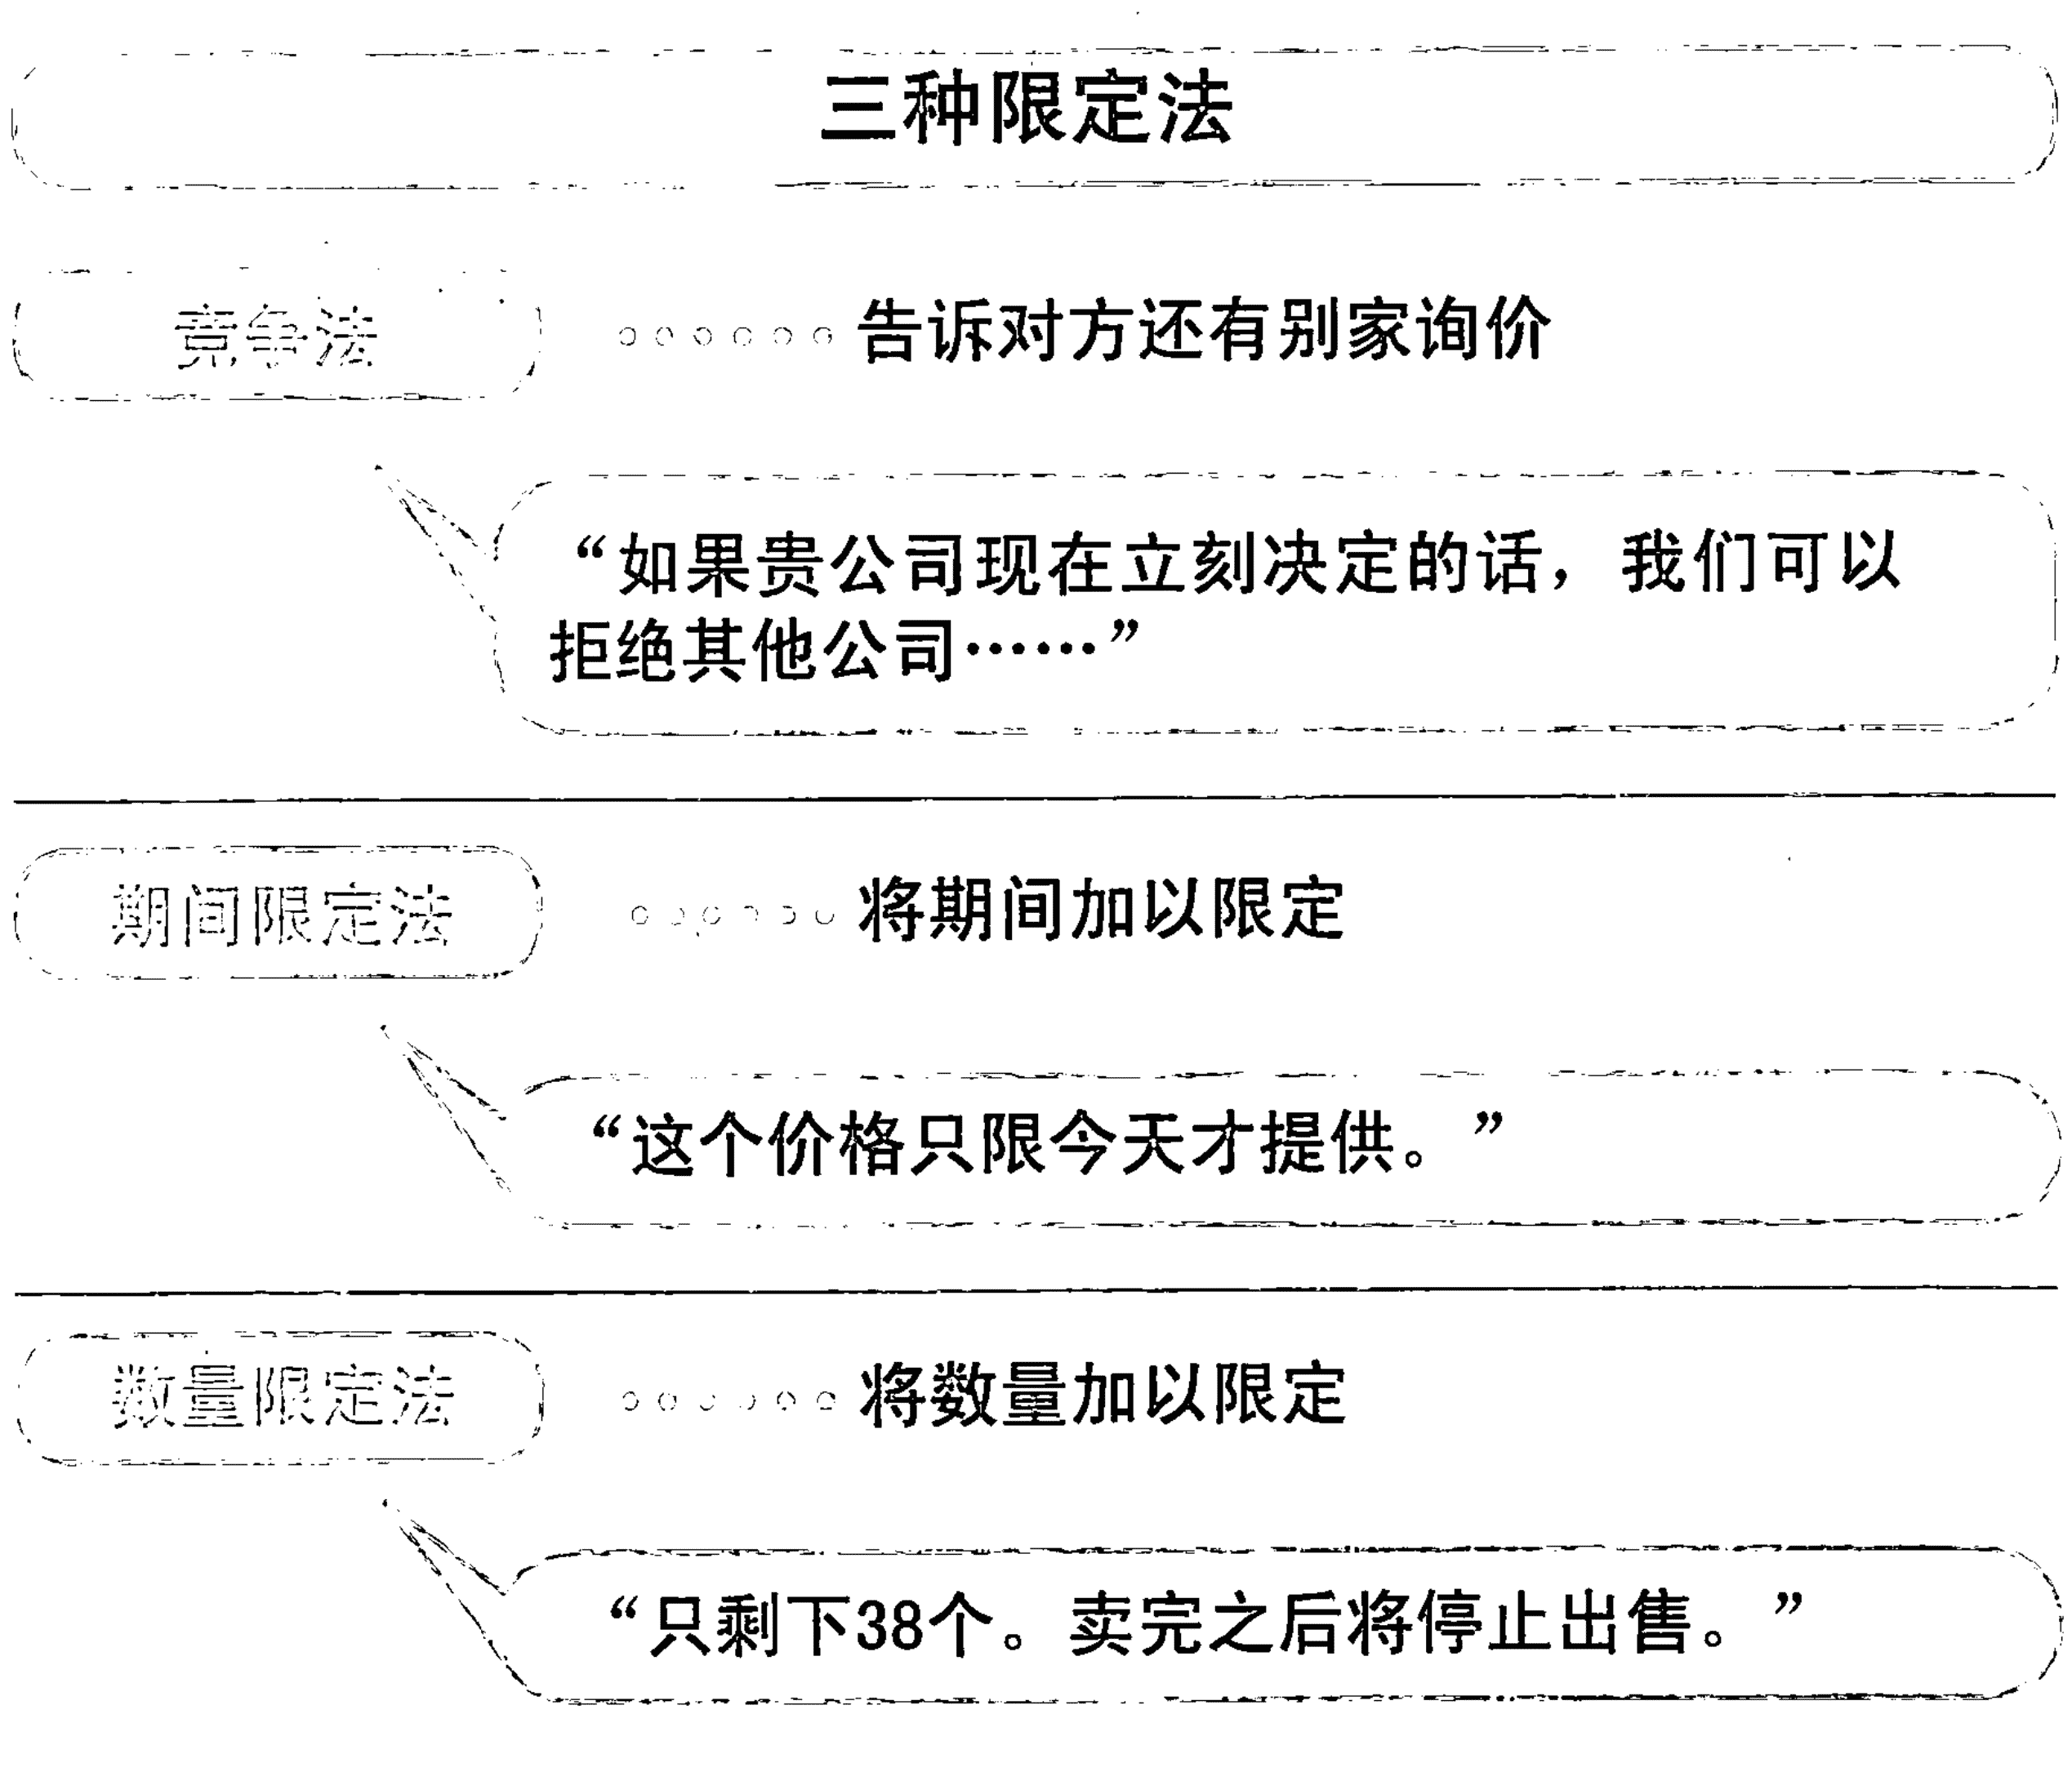 三种限定法
竞争法 ○○○○○○ 告诉对方还有别家询价
“如果贵公司现在立刻决定的话，我们可以
拒绝其他公司……”
期间限定法 ○○○○○○ 将期间加以限定
“这个价格只限今天才提供。”
数量限定法 ○○○○○○ 将数量加以限定
“只剩下38个。卖完之后将停止出售。”